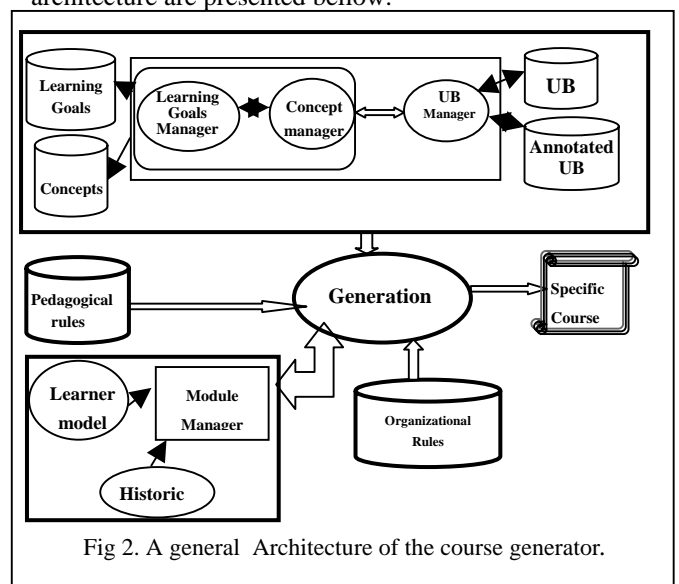 architecture are presented bellow:
Learning
Goals
Learning
Goals
Manager
Concept
manager
UB
Manager
UB
Annotated
UB
Concepts
Pedagogical
rules
Generation
Specific
Course
Learner
model
Module
Manager
Organizational
Rules
Historic
Fig 2. A general Architecture of the course generator.